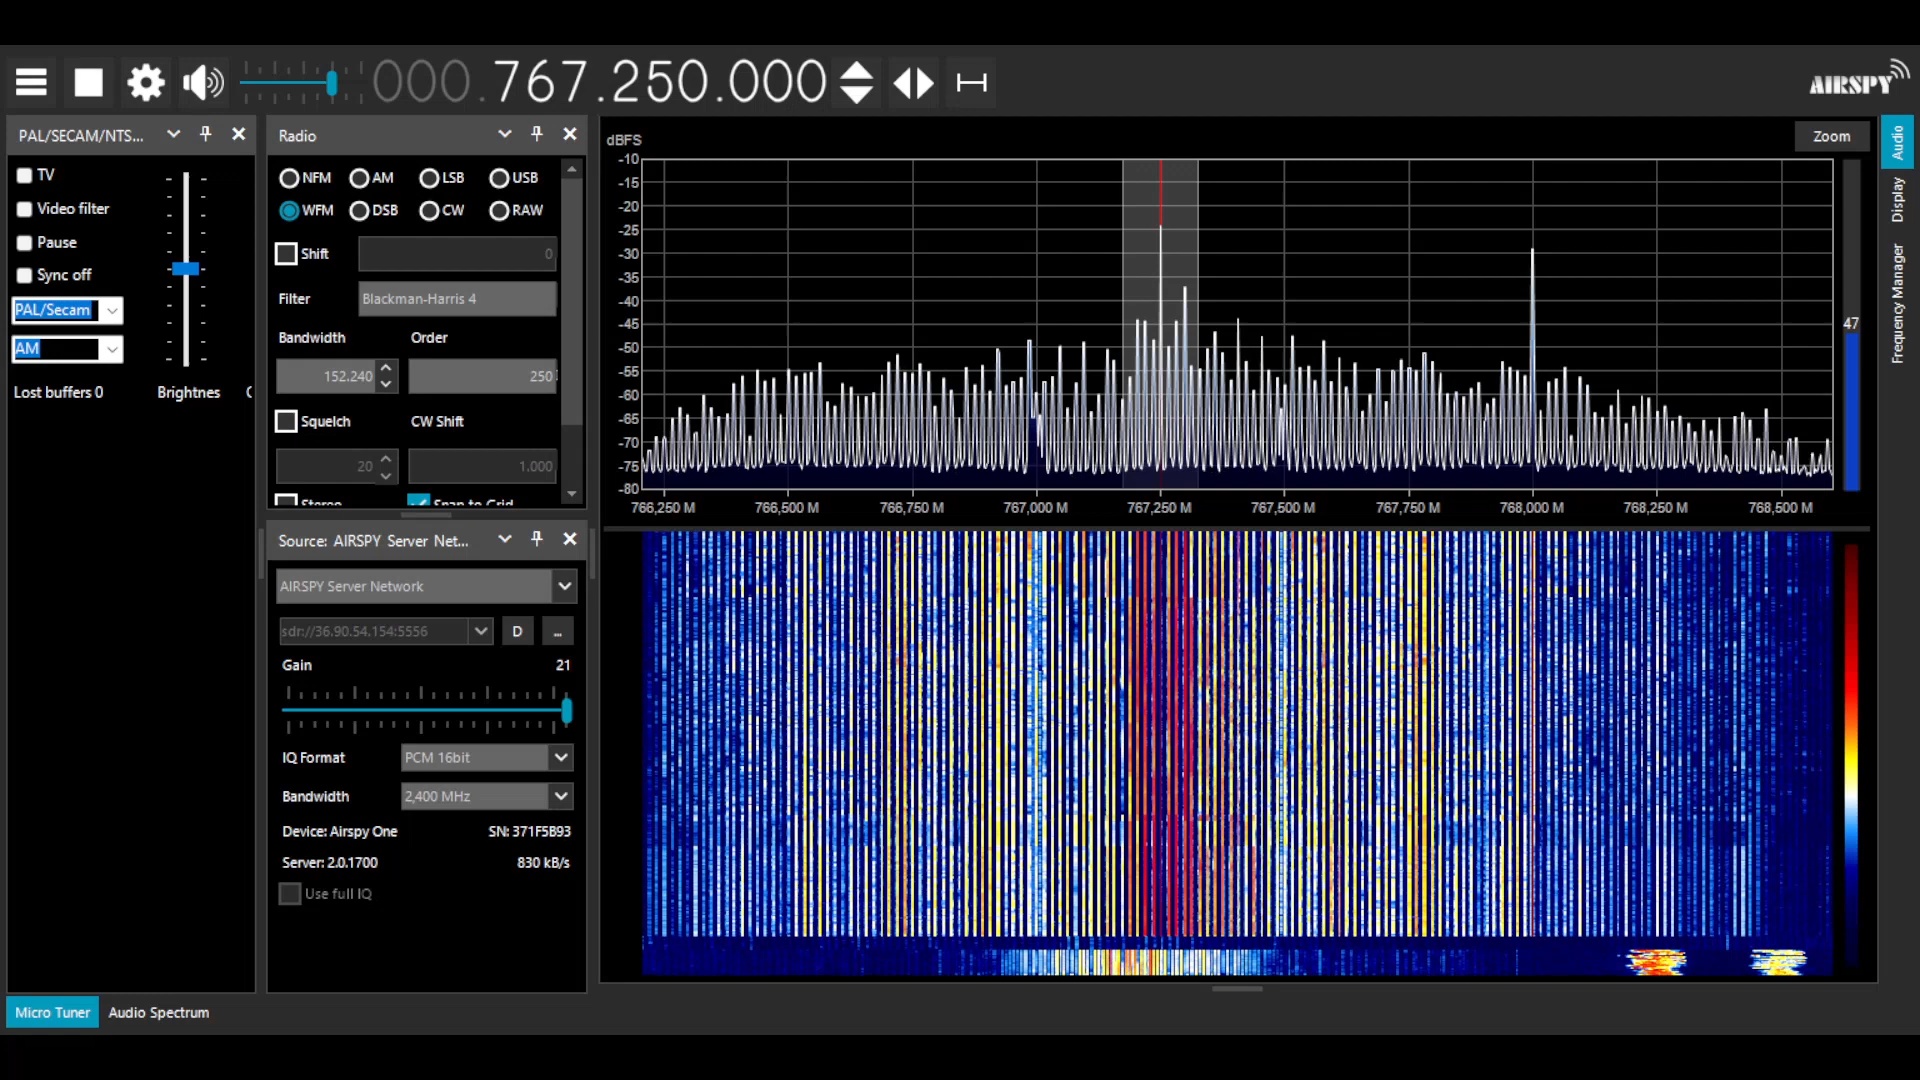 000.767.250.000
AIRSPY
PAL/SECAM/NTS...
TV
Video filter
Pause
Sync off
PAL/Secam
AM
Lost buffers 0
Brightnes
C
Radio
NFM AM LSB USB
WFM DSB CW RAW
Shift
0
Filter
Blackman-Harris 4
Bandwidth Order
152.240
250
Squelch CW Shift
20
1.000
Stereo Snap to Grid
Source: AIRSPY Server Net...
AIRSPY Server Network
sdr://36.90.54.154:5556
D
...
Gain 21
IQ Format
PCM 16bit
Bandwidth
2,400 MHz
Device: Airspy One SN: 371F5B93
Server: 2.0.1700 830 kB/s
Use full IQ
dBFS
Zoom
-10
-15
-20
-25
-30
-35
-40
-45
-50
-55
-60
-65
-70
-75
-80
766,250 M 766,500 M 766,750 M 767,000 M 767,250 M 767,500 M 767,750 M 768,000 M 768,250 M 768,500 M
47
Audio
Display
Frequency Manager
Micro Tuner
Audio Spectrum